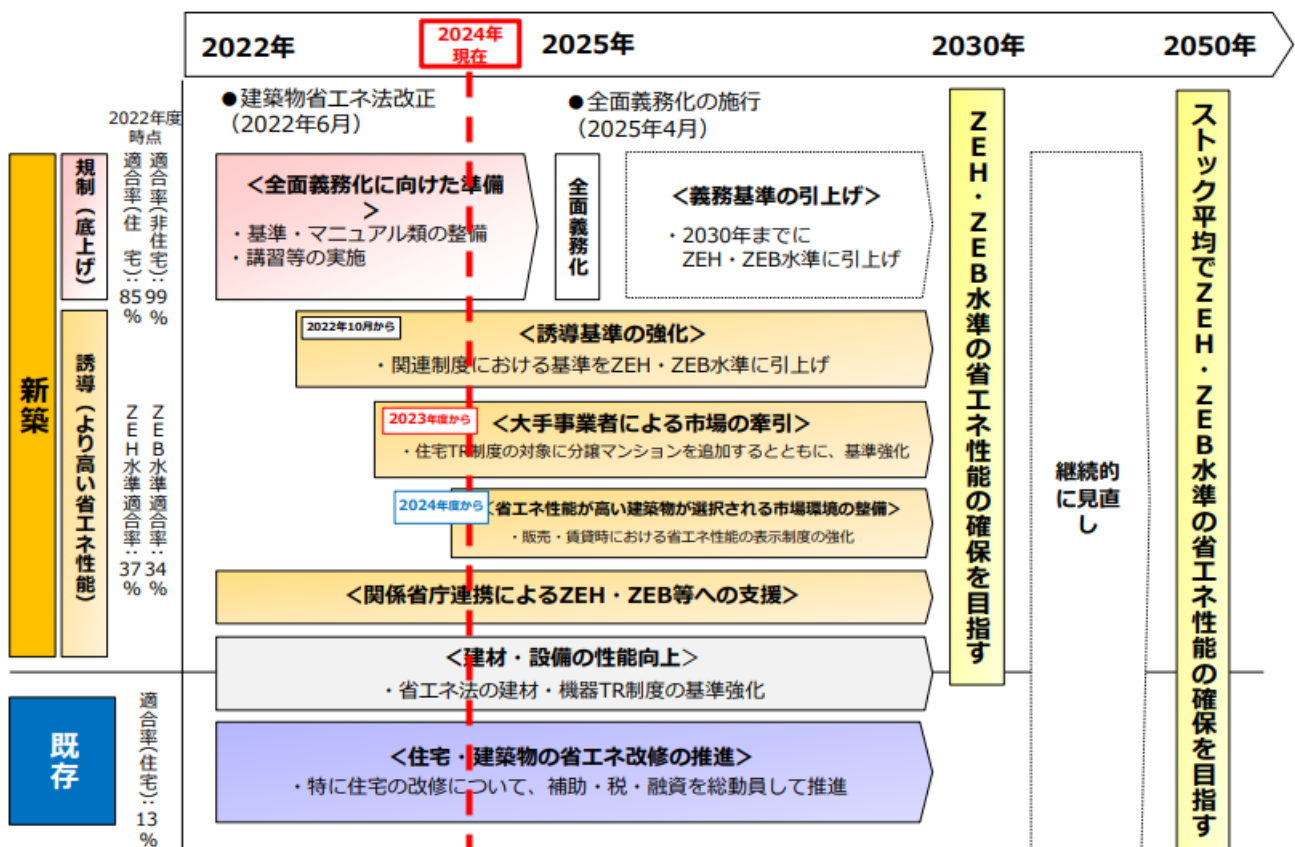 2022年
2024年
現在
2025年
2030年
2050年
●建築物省エネ法改正
(2022年6月)
●全面義務化の施行
(2025年4月)
2022年度
時点
新築
規制(底上げ)
適合率(住 宅):85%
適合率(非住宅):99%
<全面義務化に向けた準備
>
・基準・マニュアル類の整備
・講習等の実施
全面義務化
<義務基準の引上げ>
・2030年までに
ZEH・ZEB水準に引上げ
誘導(より高い省エネ性能)
ZEH水準適合率:37%
ZEB水準適合率:34%
2022年10月から
<誘導基準の強化>
・関連制度における基準をZEH・ZEB水準に引上げ
2023年度から
<大手事業者による市場の牽引>
・住宅TR制度の対象に分譲マンションを追加するとともに、基準強化
2024年度から
<省エネ性能が高い建築物が選択される市場環境の整備>
・販売・賃貸時における省エネ性能の表示制度の強化
<関係省庁連携によるZEH・ZEB等への支援>
<建材・設備の性能向上>
・省エネ法の建材・機器TR制度の基準強化
既存
適合率(住宅):13%
<住宅・建築物の省エネ改修の推進>
・特に住宅の改修について、補助・税・融資を総動員して推進
ZEH・ZEB水準の省エネ性能の確保を目指す
継続的
に見直
し
ストック平均でZEH・ZEB水準の省エネ性能の確保を目指す